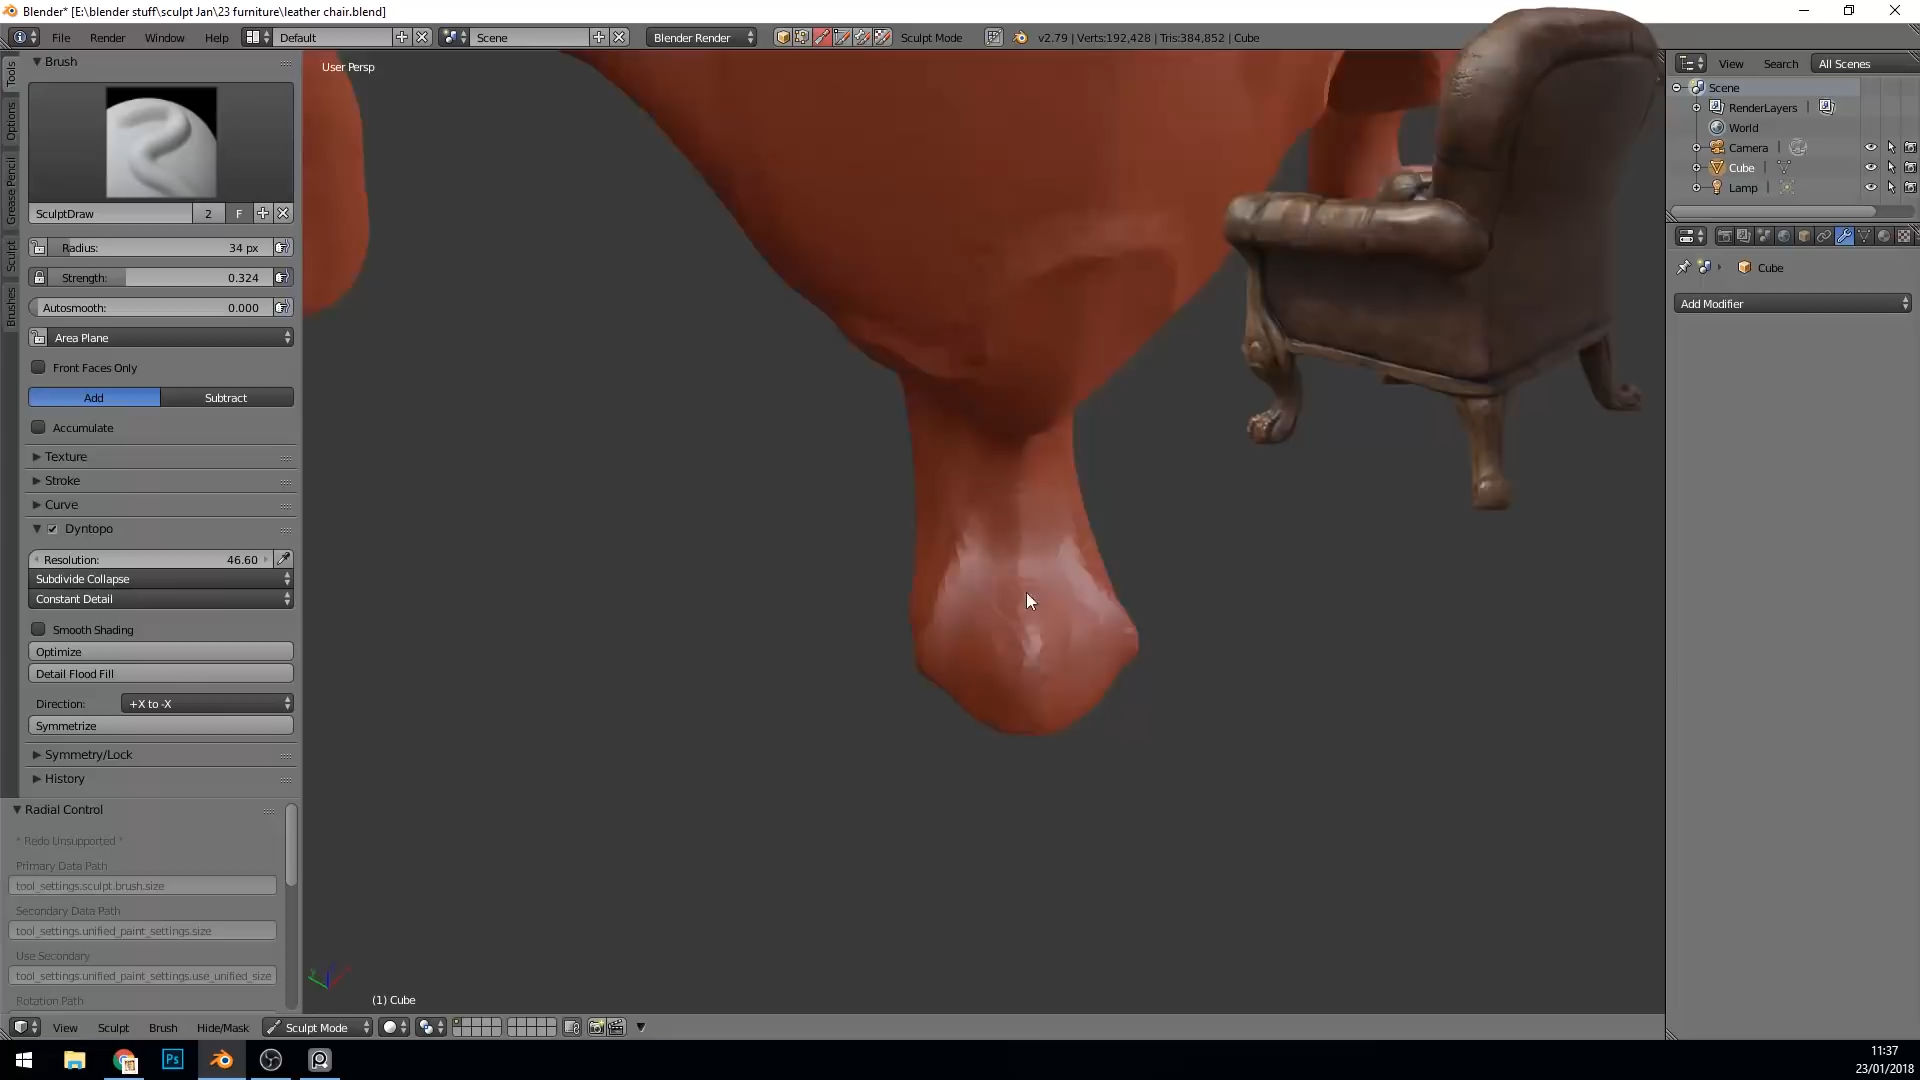 Blender* [E:\blender stuff\sculpt Jan\23 furniture\leather chair.blend]
File Render Window Help Default Scene Blender Render Sculpt Mode v2.79 | Verts:192,428 | Tris:384,852 | Cube
Tools
Options
Grease Pencil
Sculpt
Brushes
Brush
SculptDraw 2 F
Radius: 34 px
Strength: 0.324
Autosmooth: 0.000
Area Plane
Front Faces Only
Add Subtract
Accumulate
Texture
Stroke
Curve
Dyntopo
Resolution: 46.60
Subdivide Collapse
Constant Detail
Smooth Shading
Optimize
Detail Flood Fill
Direction: +X to -X
Symmetrize
Symmetry/Lock
History
Radial Control
* Redo Unsupported *
Primary Data Path
tool_settings.sculpt.brush.size
Secondary Data Path
tool_settings.unified_paint_settings.size
Use Secondary
tool_settings.unified_paint_settings.use_unified_size
Rotation Path
User Persp
(1) Cube
View Sculpt Brush Hide/Mask Sculpt Mode
View Search All Scenes
Scene
RenderLayers
World
Camera
Cube
Lamp
Cube
Add Modifier
Ps
11:37
23/01/2018